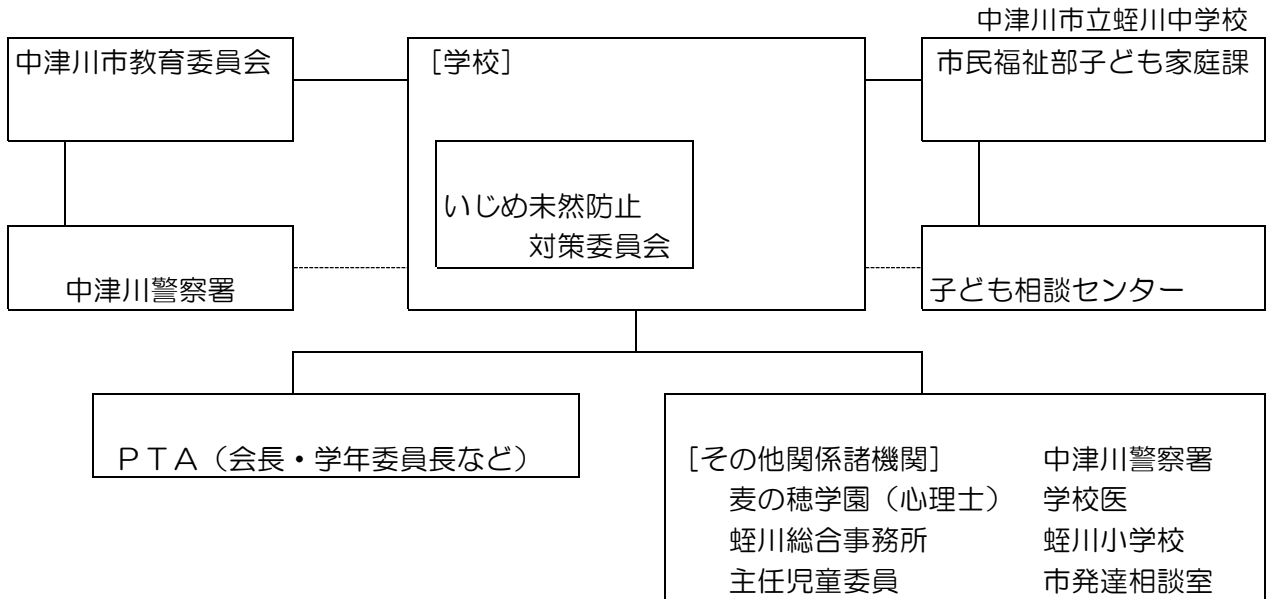 中津川市立蛭川中学校
中津川市教育委員会
[学校]
市民福祉部子ども家庭課
いじめ未然防止
対策委員会
中津川警察署
子ども相談センター
PTA(会長・学年委員長など)
[その他関係諸機関] 中津川警察署
麦の穂学園(心理士) 学校医
蛭川総合事務所 蛭川小学校
主任児童委員 市発達相談室